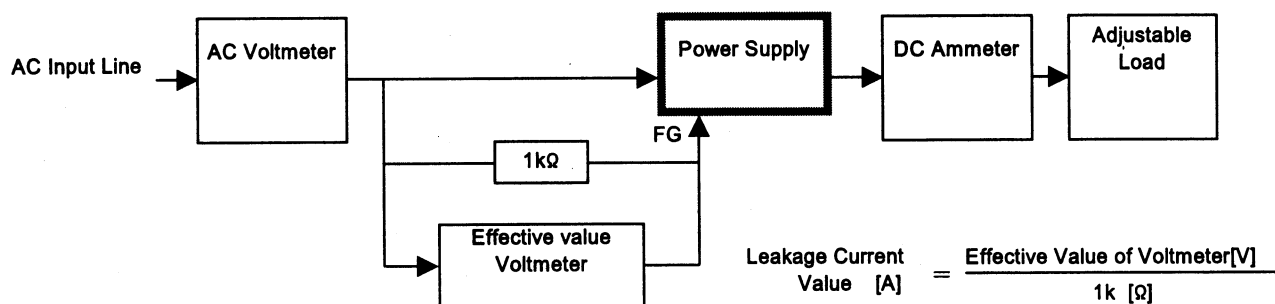 AC Input Line
AC Voltmeter
Power Supply
DC Ammeter
Adjustable
Load
FG
1kΩ
Effective value
Voltmeter
Leakage Current
Value [A]
=
Effective Value of Voltmeter[V]
1k [Ω]